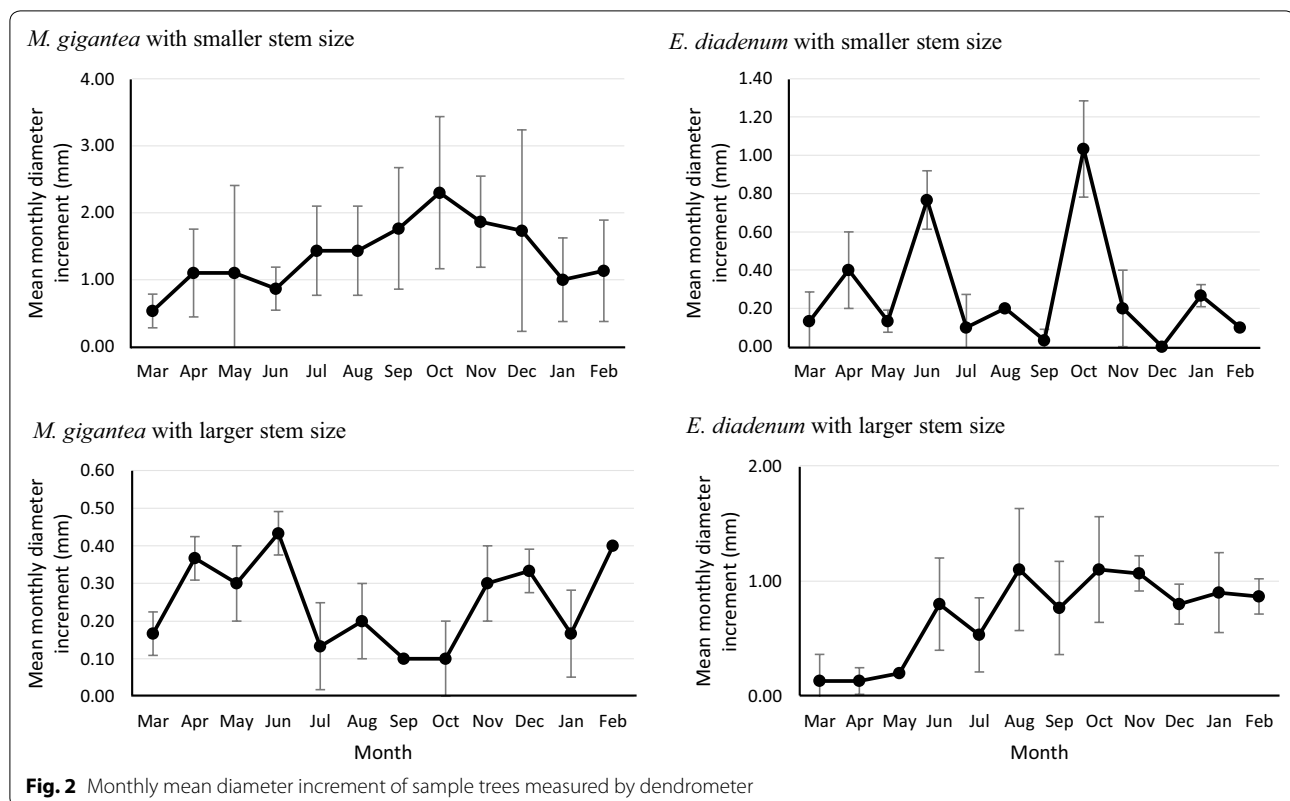 M. gigantea with smaller stem size
Mean monthly diameter
increment (mm)
4.00
3.00
2.00
1.00
0.00
Mar Apr May Jun Jul Aug Sep Oct Nov Dec Jan Feb
E. diadenum with smaller stem size
Mean monthly diameter
increment (mm)
1.40
1.20
1.00
0.80
0.60
0.40
0.20
0.00
Mar Apr May Jun Jul Aug Sep Oct Nov Dec Jan Feb
M. gigantea with larger stem size
Mean monthly diameter
increment (mm)
0.60
0.50
0.40
0.30
0.20
0.10
0.00
Mar Apr May Jun Jul Aug Sep Oct Nov Dec Jan Feb
Month
E. diadenum with larger stem size
Mean monthly diameter
increment (mm)
2.00
1.00
0.00
Mar Apr May Jun Jul Aug Sep Oct Nov Dec Jan Feb
Month
Fig. 2 Monthly mean diameter increment of sample trees measured by dendrometer